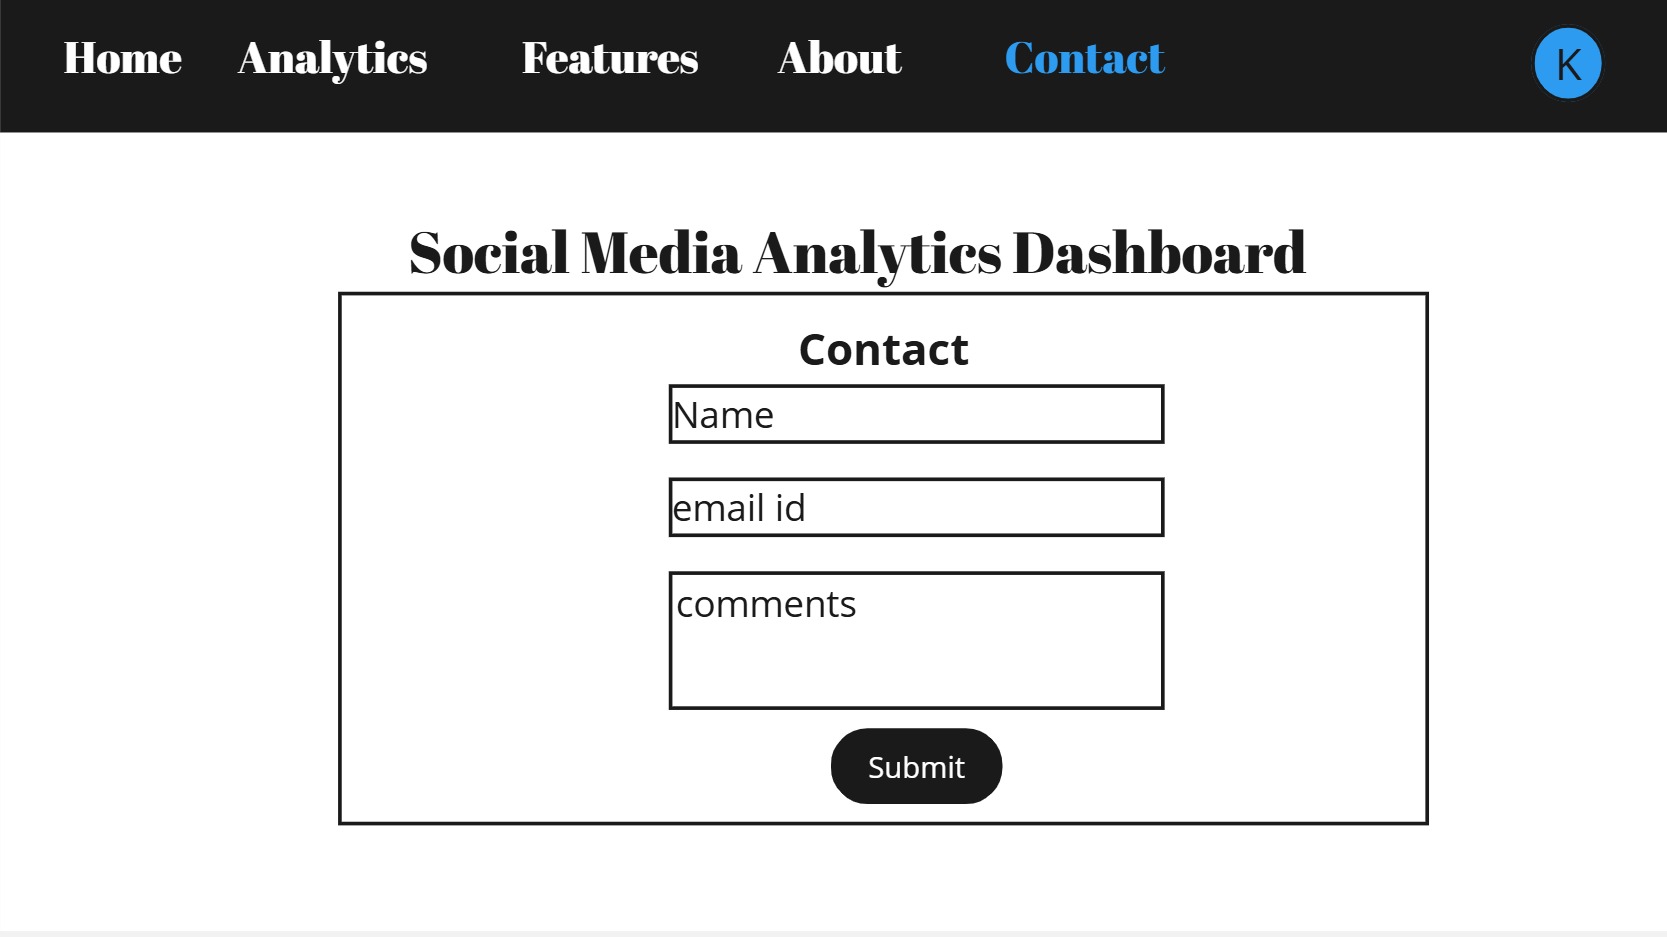 Home Analytics Features About Contact K
Social Media Analytics Dashboard
Contact
Name
email id
comments
Submit